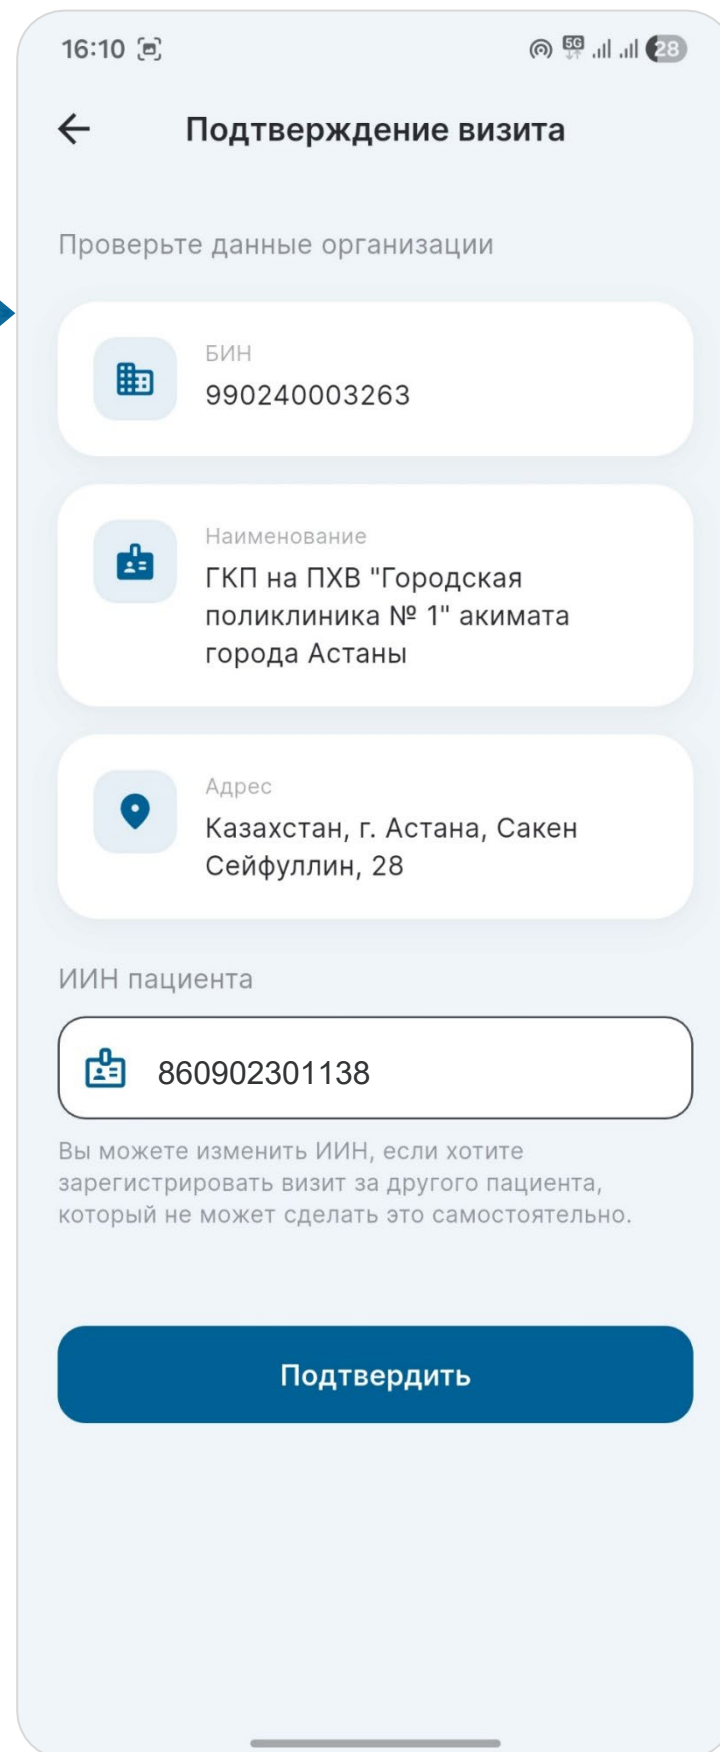 16:10
5G
28
Подтверждение визита
Проверьте данные организации
БИН
990240003263
Наименование
ГКП на ПХВ "Городская
поликлиника № 1" акимата
города Астаны
Адрес
Казахстан, г. Астана, Сакен
Сейфуллин, 28
ИИН пациента
860902301138
Вы можете изменить ИИН, если хотите
зарегистрировать визит за другого пациента,
который не может сделать это самостоятельно.
Подтвердить